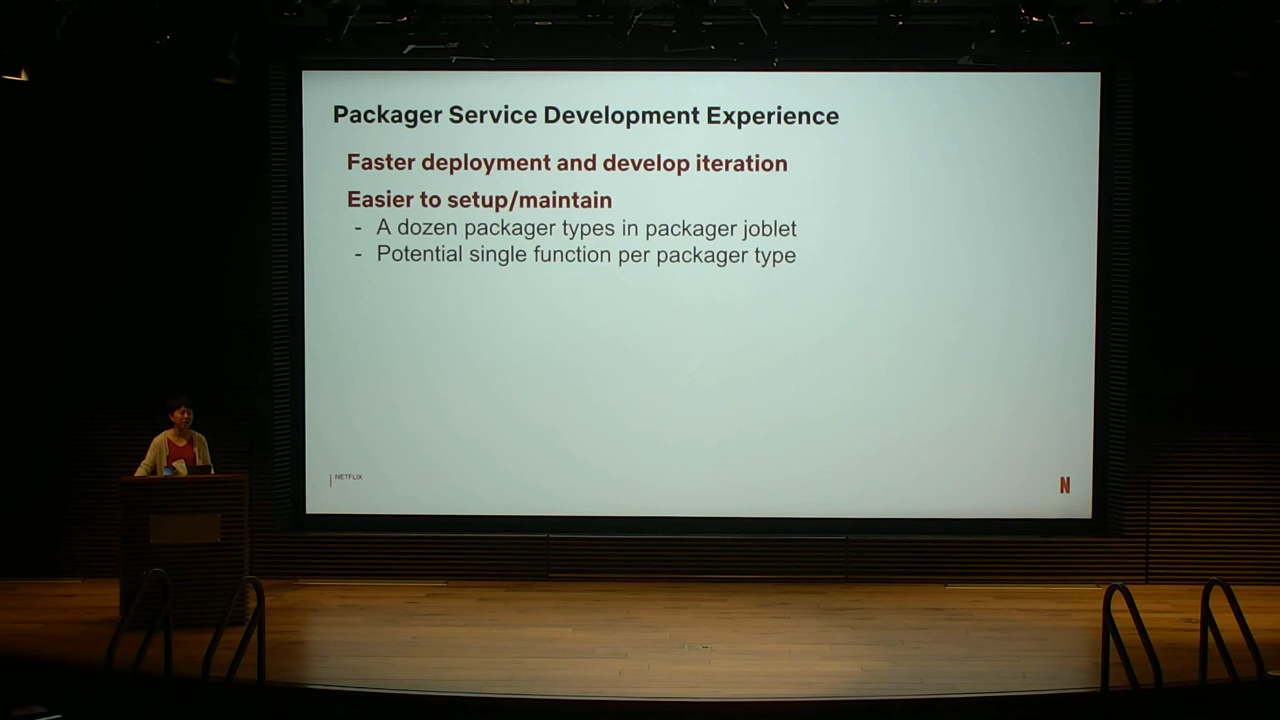 Packager Service Development Experience
Faster deployment and develop iteration
Easier to setup/maintain
- A dozen packager types in packager joblet
- Potential single function per packager type
NETFLIX
N